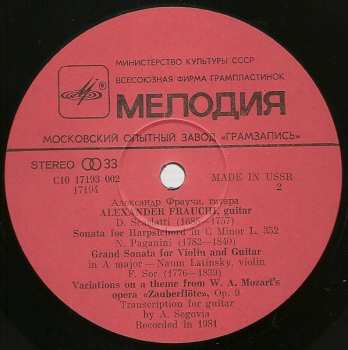 МИНИСТЕРСТВО КУЛЬТУРЫ СССР
ВСЕСОЮЗНАЯ ФИРМА ГРАМПЛАСТИНОК
МЕЛОДИЯ
МОСКОВСКИЙ ОПЫТНЫЙ ЗАВОД «ГРАМЗАПИСЬ»
STEREO 33
С10 17193 002
17194
MADE IN USSR
2
Александр Фраучи, гитара
ALEXANDER FRAUCHI, guitar
D. Scarlatti (1685—1757)
Sonata for Harpsichord in C Minor L. 352
N. Paganini (1782—1840)
Grand Sonata for Violin and Guitar
in A major — Naum Latinsky, violin
F. Sor (1776—1839)
Variations on a theme from W. A. Mozart's
opera «Zauberflöte», Op. 9
Transcription for guitar
by A. Segovia
Recorded in 1981